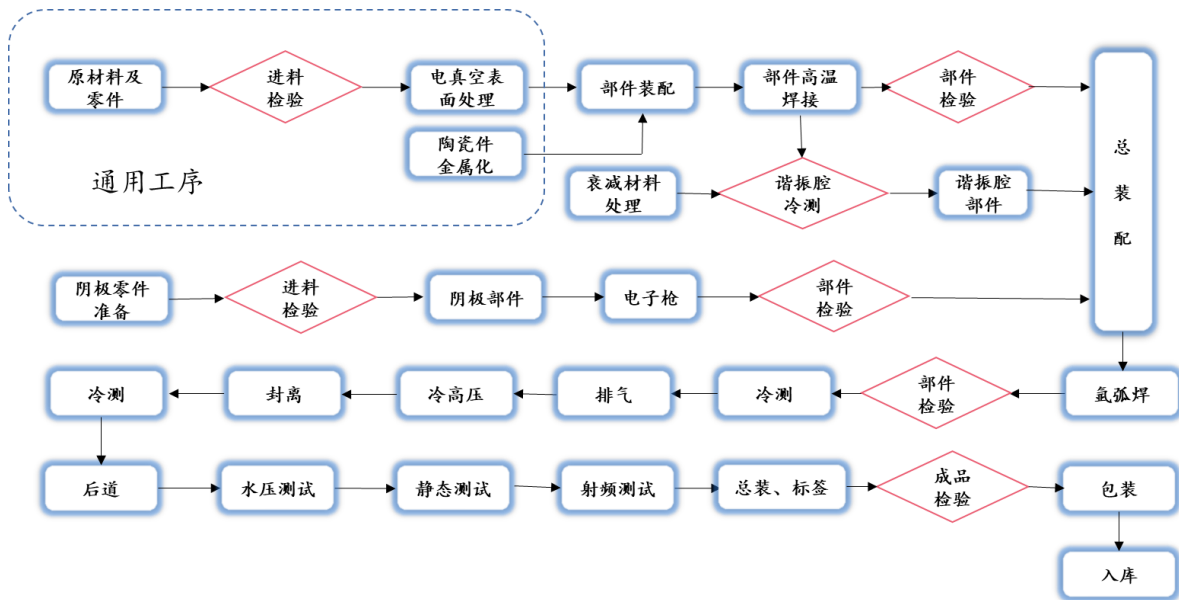 原材料及
零件
进料
检验
电真空表
面处理
部件装配
部件高温
焊接
部件
检验
总
装
配
陶瓷件
金属化
通用工序
衰减材料
处理
谐振腔
冷测
谐振腔
部件
阴极零件
准备
进料
检验
阴极部件
电子枪
部件
检验
冷测
封离
冷高压
排气
冷测
部件
检验
氩弧焊
后道
水压测试
静态测试
射频测试
总装、标签
成品
检验
包装
入库